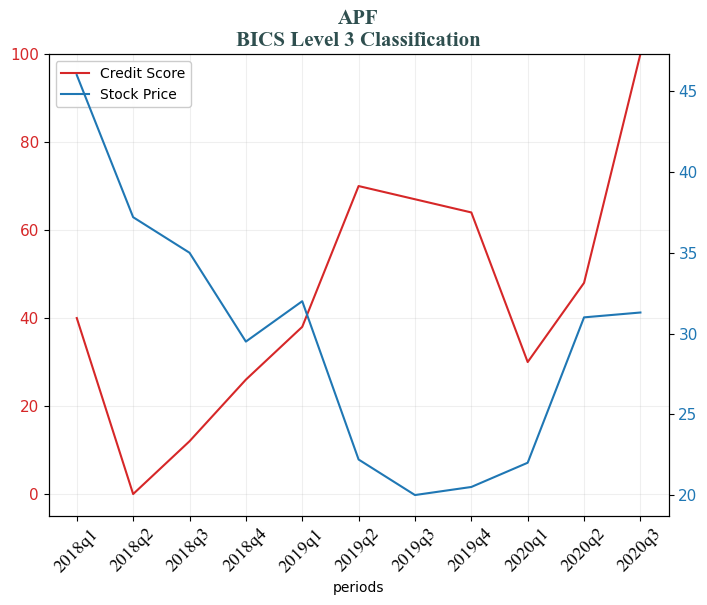 APF
BICS Level 3 Classification
Credit Score
Stock Price
100
80
60
40
20
0
45
40
35
30
25
20
2018q1
2018q2
2018q3
2018q4
2019q1
2019q2
2019q3
2019q4
2020q1
2020q2
2020q3
periods